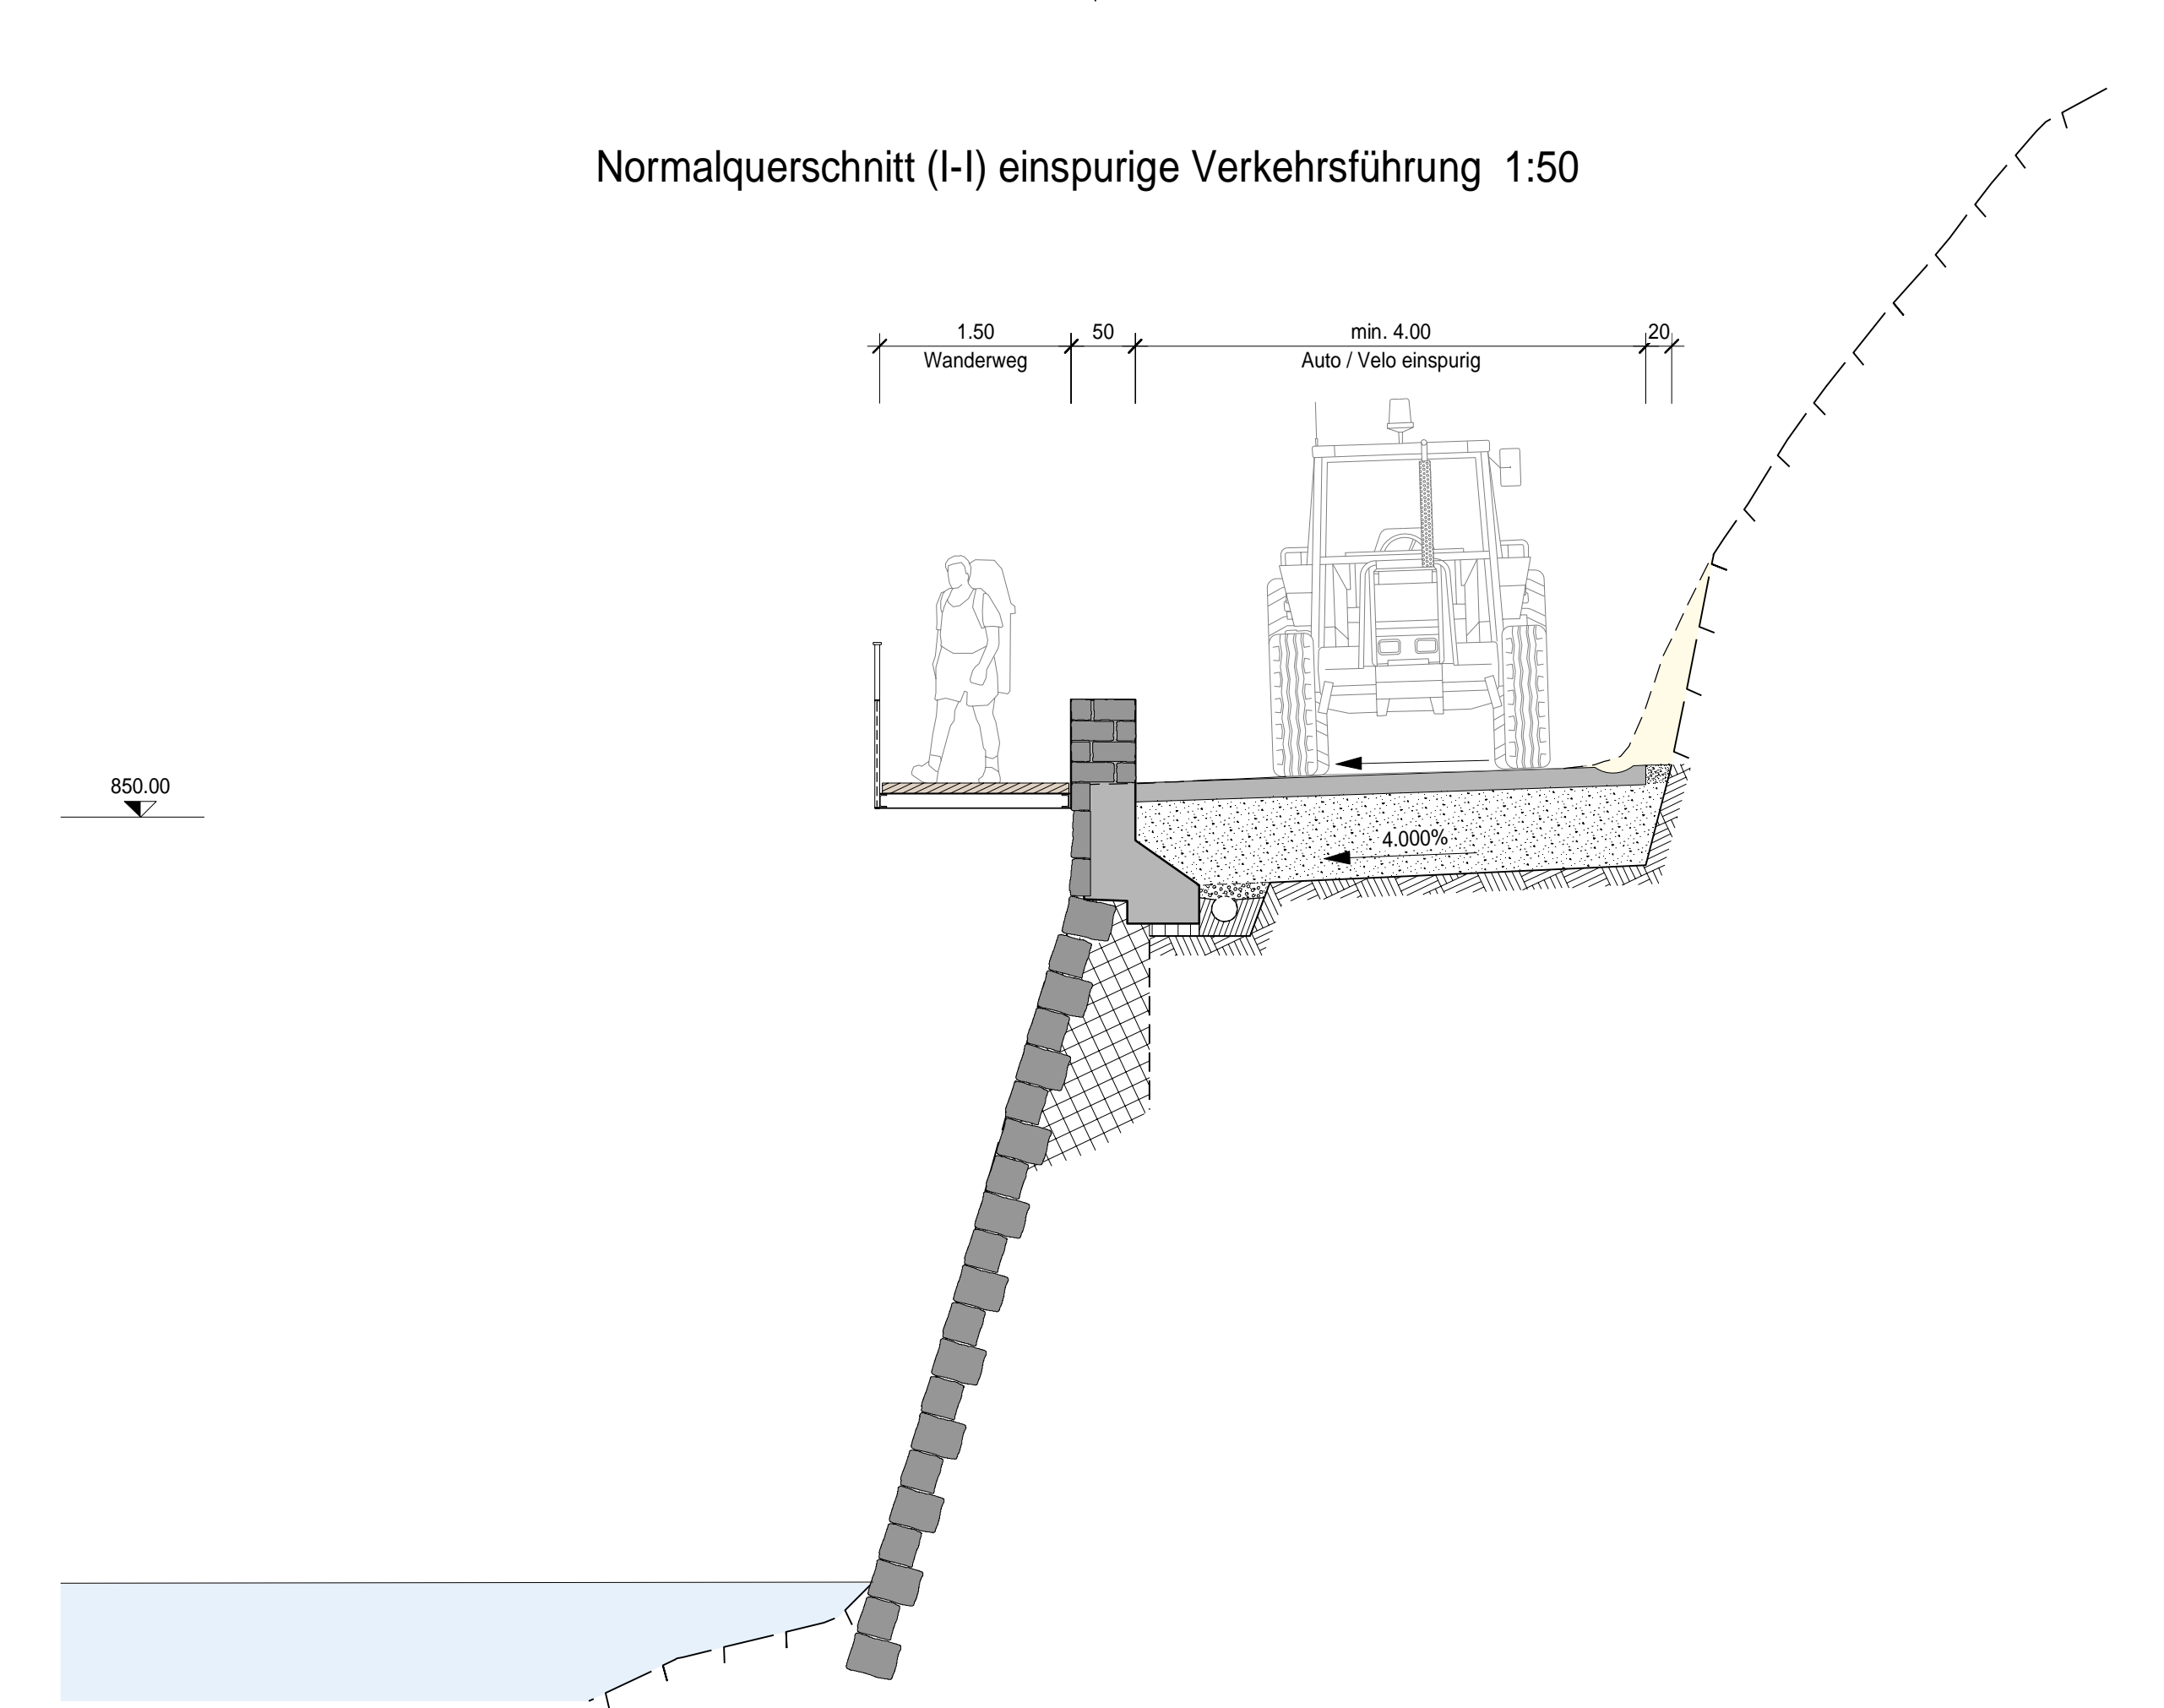 Normalquerschnitt (I-I) einspurige Verkehrsführung 1:50
1.50 50 min. 4.00 20
Wanderweg Auto / Velo einspurig
850.00
4.000%